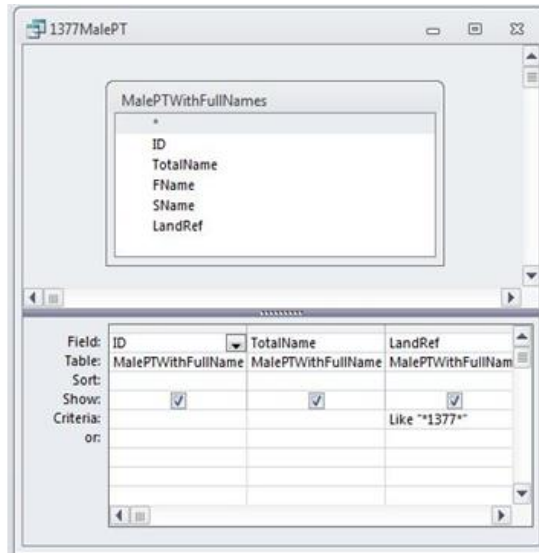 1377MalePT
MalePTWithFullNames
*
ID
TotalName
FName
SName
LandRef
Field: ID TotalName LandRef
Table: MalePTWithFullName MalePTWithFullName MalePTWithFullNam
Sort:
Show:
Criteria: Like "*1377*"
or: